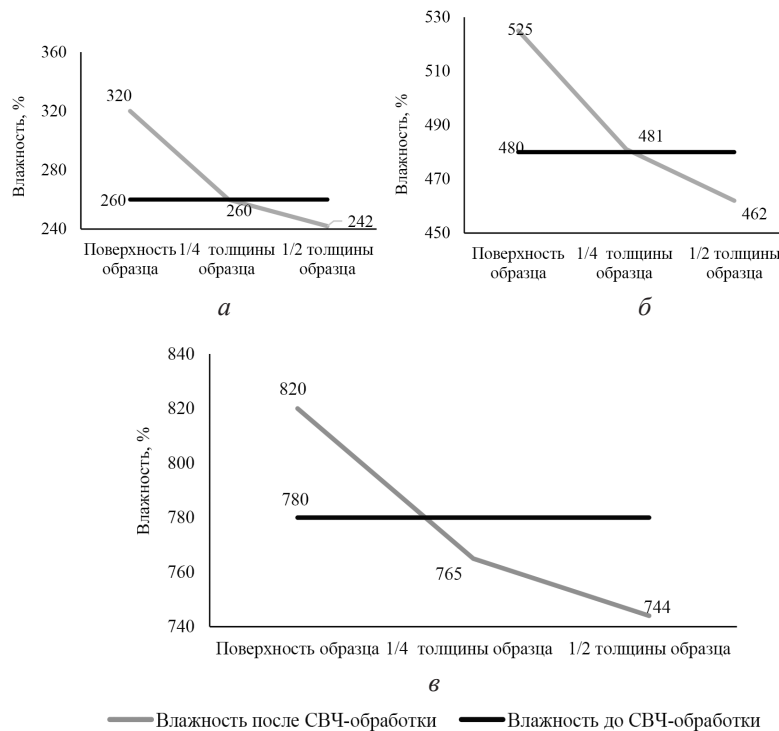 360
320
280
240
Влажность, %
320
260
260
242
Поверхность 1/4 толщины 1/2 толщины
образца образца образца
а
530
510
490
470
450
Влажность, %
525
480
481
462
Поверхность 1/4 толщины 1/2 толщины
образца образца образца
б
840
820
800
780
760
740
Влажность, %
820
780
765
744
Поверхность образца 1/4 толщины образца 1/2 толщины образца
в
Влажность после СВЧ-обработки Влажность до СВЧ-обработки